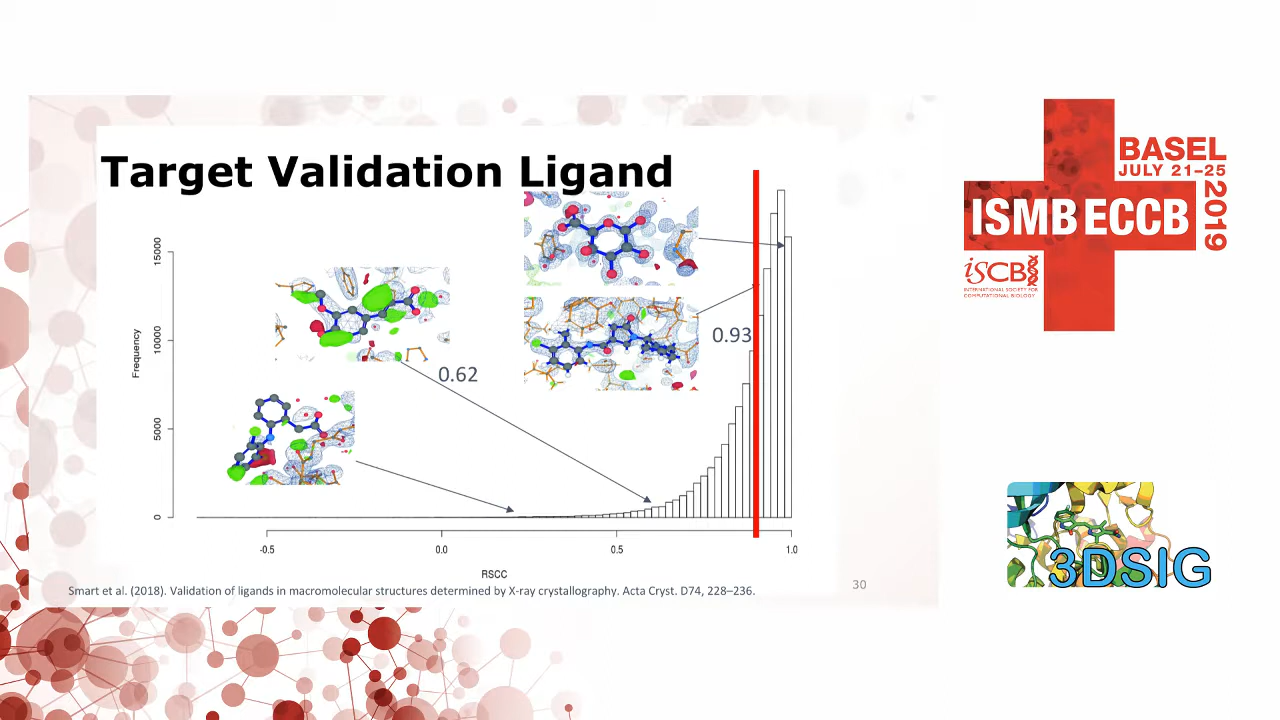 Target Validation Ligand
15000
10000
5000
0
Frequency
0.62
0.93
-0.5
0.0
0.5
1.0
RSCC
Smart et al. (2018). Validation of ligands in macromolecular structures determined by X-ray crystallography. Acta Cryst. D74, 228–236.
30
BASEL
JULY 21–25
2019
ISMB ECCB
ISCB
INTERNATIONAL SOCIETY FOR
COMPUTATIONAL BIOLOGY
3DSIG